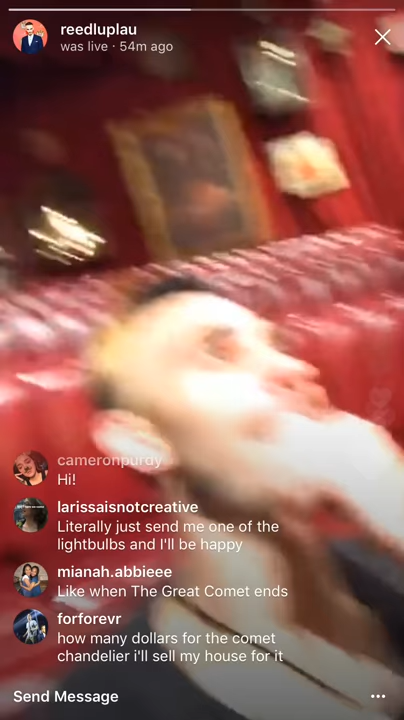 reedluplau
was live · 54m ago
cameronpurdy
Hi!
larissaisnotcreative
Literally just send me one of the
lightbulbs and I'll be happy
mianah.abbieee
Like when The Great Comet ends
forforevr
how many dollars for the comet
chandelier i'll sell my house for it
Send Message